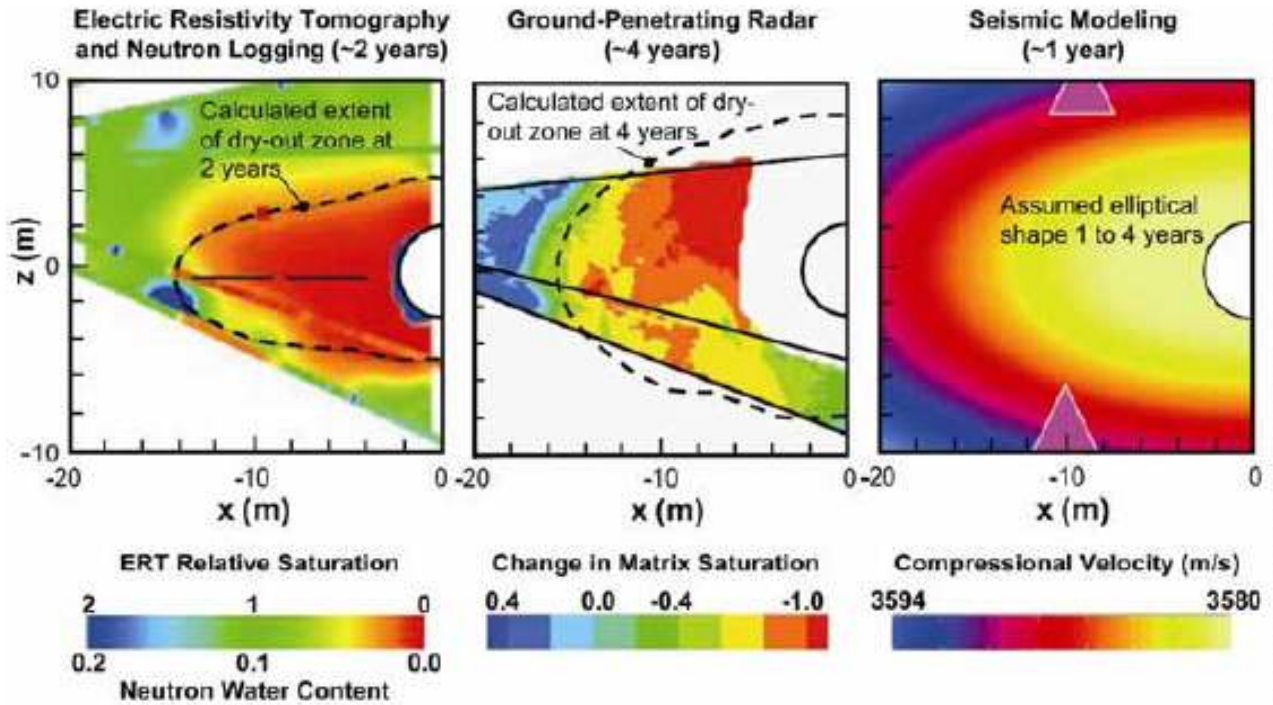 Electric Resistivity Tomography
and Neutron Logging (~2 years)
Ground-Penetrating Radar
(~4 years)
Seismic Modeling
(~1 year)
10
Calculated extent
of dry-out zone at
2 years
Calculated extent of dry-
out zone at 4 years
Assumed elliptical
shape 1 to 4 years
z (m)
0
-10
-20
-10
0
-20
-10
0
-20
-10
0
x (m)
x (m)
x (m)
ERT Relative Saturation
2 1 0
0.2 0.1 0.0
Neutron Water Content
Change in Matrix Saturation
0.4 0.0 -0.4 -1.0
Compressional Velocity (m/s)
3594 3580